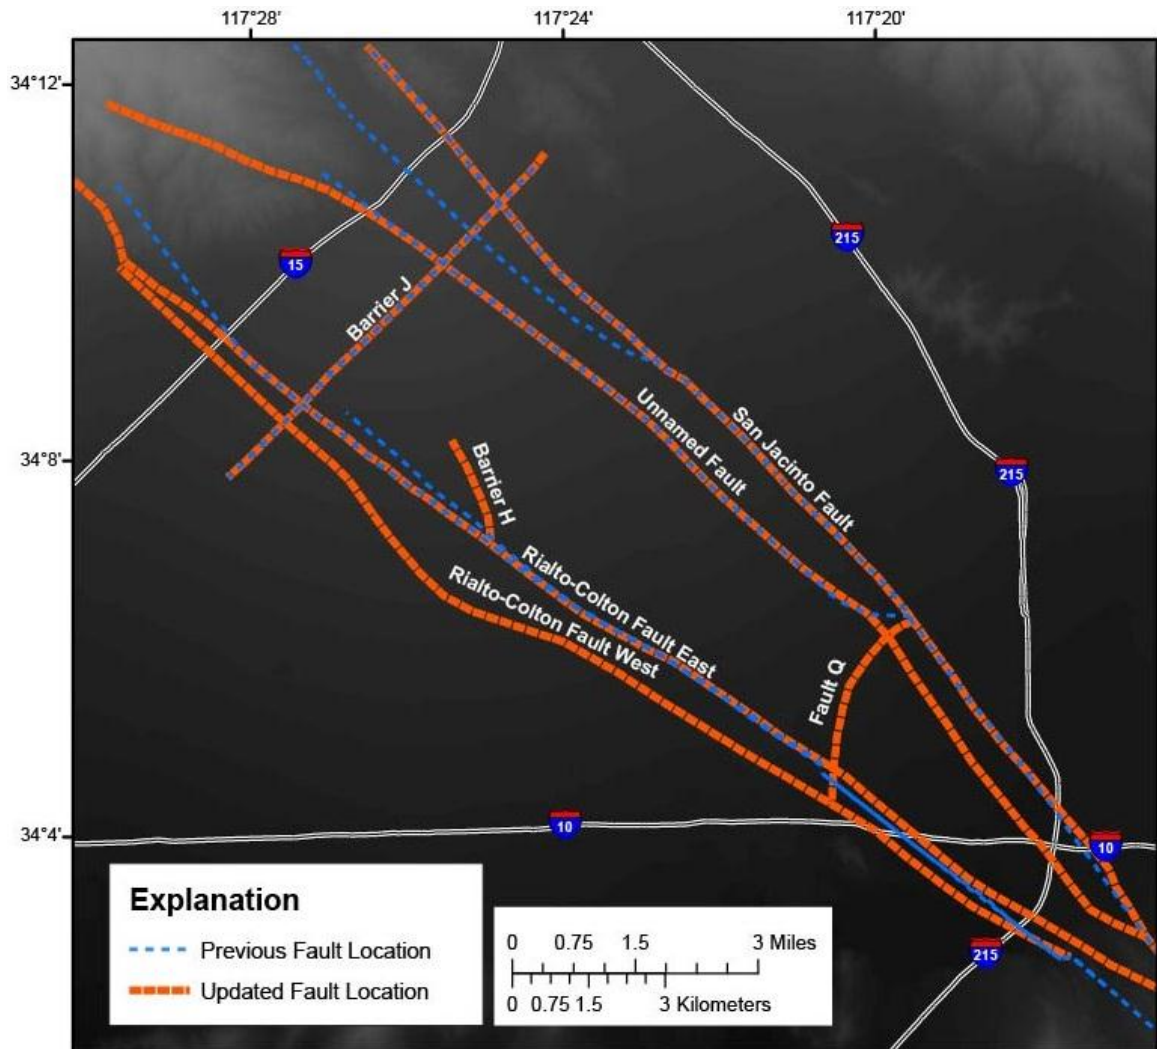 117°28' 117°24' 117°20'
34°12'
215
15
Barrier J
34°8'
Unnamed Fault
San Jacinto Fault
215
Barrier H
Rialto-Colton Fault East
Rialto-Colton Fault West
Fault Q
34°4'
10
10
215
Explanation
Previous Fault Location
Updated Fault Location
0 0.75 1.5 3 Miles
0 0.75 1.5 3 Kilometers